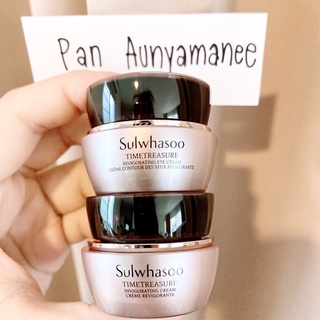 Pan Aunyamanee
Sulwhasoo
TIMETREASURE
INVIGORATING EYE CREAM
CRÈME CONTOUR DES YEUX REVIGORANTE
Sulwhasoo
TIMETREASURE
INVIGORATING CREAM
CRÈME REVIGORANTE